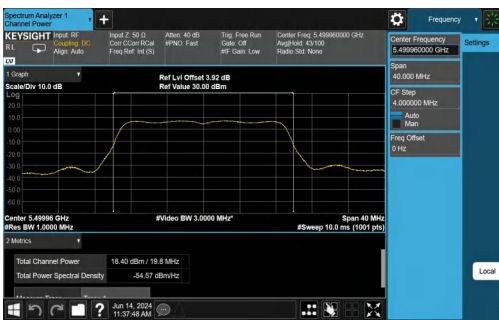 Spectrum Analyzer 1
Channel Power
+
Frequency
KEYSIGHT
Input: RF
Coupling: DC
Align: Auto
Input Z: 50 Ω
Corr CCorr RCal
Freq Ref: Int (S)
Atten: 40 dB
#PNO: Fast
Trig: Free Run
Gate: Off
#IF Gain: Low
Center Freq: 5.499960000 GHz
Avg|Hold: 43/100
Radio Std: None
R L
Center Frequency
5.499960000 GHz
Settings
Span
40.000 MHz
CF Step
4.000000 MHz
Auto
Man
Freq Offset
0 Hz
Local
1 Graph
Scale/Div 10.0 dB
Ref Lvl Offset 3.92 dB
Ref Value 30.00 dBm
Log
20.0
10.0
0.00
-10.0
-20.0
-30.0
-40.0
-50.0
-60.0
Center 5.49996 GHz
#Res BW 1.0000 MHz
#Video BW 3.0000 MHz*
Span 40 MHz
#Sweep 10.0 ms (1001 pts)
2 Metrics
Total Channel Power
18.40 dBm / 19.8 MHz
Total Power Spectral Density
-54.57 dBm/Hz
?
Jun 14, 2024
11:37:48 AM